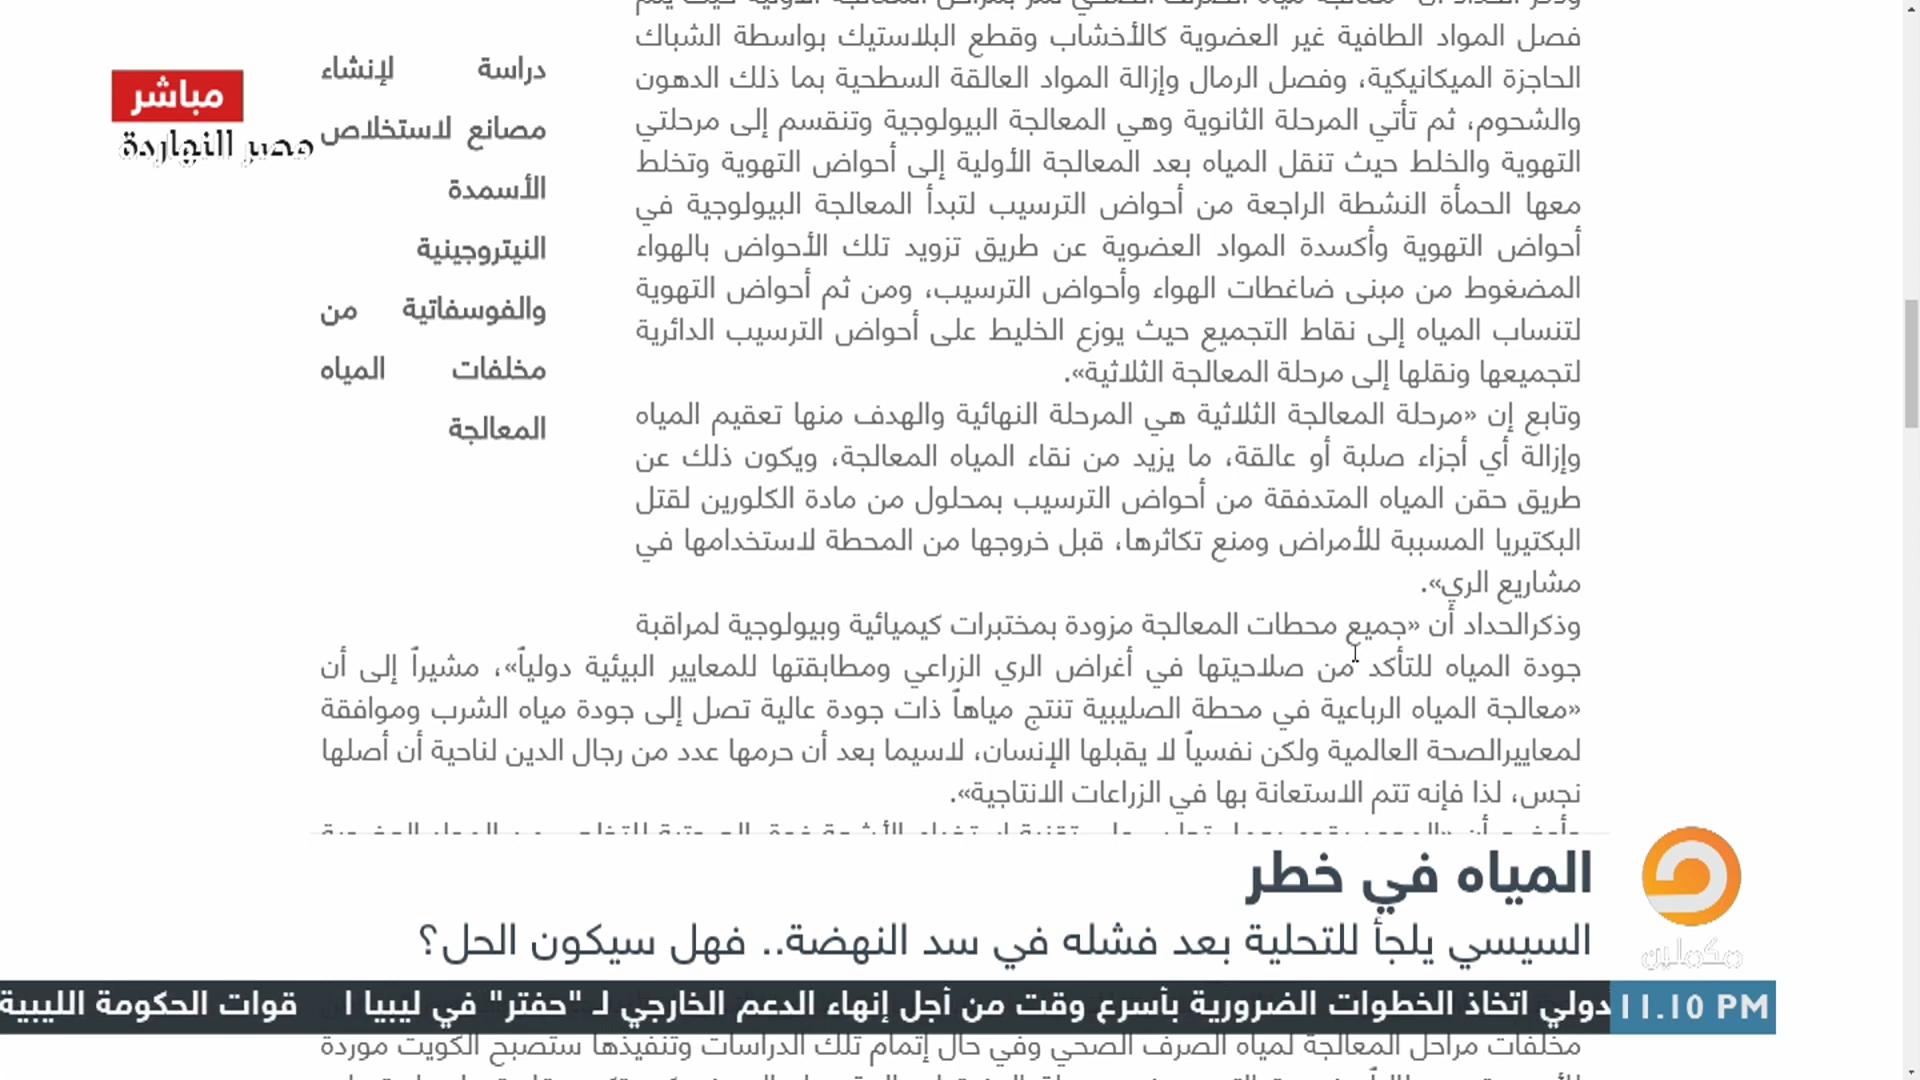 فصل المواد الطافية غير العضوية كالأخشاب وقطع البلاستيك بواسطة الشباك
الحاجزة الميكانيكية، وفصل الرمال وإزالة المواد العالقة السطحية بما ذلك الدهون
والشحوم، ثم تأتي المرحلة الثانوية وهي المعالجة البيولوجية وتنقسم إلى مرحلتي
التهوية والخلط حيث تنقل المياه بعد المعالجة الأولية إلى أحواض التهوية وتخلط
معها الحمأة النشطة الراجعة من أحواض الترسيب لتبدأ المعالجة البيولوجية في
أحواض التهوية وأكسدة المواد العضوية عن طريق تزويد تلك الأحواض بالهواء
المضغوط من مبنى ضاغطات الهواء وأحواض الترسيب، ومن ثم أحواض التهوية
لتنساب المياه إلى نقاط التجميع حيث يوزع الخليط على أحواض الترسيب الدائرية
لتجميعها ونقلها إلى مرحلة المعالجة الثلاثية».
وتابع إن «مرحلة المعالجة الثلاثية هي المرحلة النهائية والهدف منها تعقيم المياه
وإزالة أي أجزاء صلبة أو عالقة، ما يزيد من نقاء المياه المعالجة، ويكون ذلك عن
طريق حقن المياه المتدفقة من أحواض الترسيب بمحلول من مادة الكلورين لقتل
البكتيريا المسببة للأمراض ومنع تكاثرها، قبل خروجها من المحطة لاستخدامها في
مشاريع الري».
وذكرالحداد أن «جميع محطات المعالجة مزودة بمختبرات كيميائية وبيولوجية لمراقبة
جودة المياه للتأكد من صلاحيتها في أغراض الري الزراعي ومطابقتها للمعايير البيئية دولياً»، مشيراً إلى أن
«معالجة المياه الرباعية في محطة الصليبية تنتج مياهاً ذات جودة عالية تصل إلى جودة مياه الشرب وموافقة
لمعاييرالصحة العالمية ولكن نفسياً لا يقبلها الإنسان، لاسيما بعد أن حرمها عدد من رجال الدين لناحية أن أصلها
نجس، لذا فإنه تتم الاستعانة بها في الزراعات الانتاجية».
دراسة لإنشاء
مصانع لاستخلاص
الأسمدة
النيتروجينية
والفوسفاتية من
مخلفات المياه
المعالجة
مباشر
مصر النهاردة
المياه في خطر
السيسي يلجأ للتحلية بعد فشله في سد النهضة.. فهل سيكون الحل؟
مكملين
دولي اتخاذ الخطوات الضرورية بأسرع وقت من أجل إنهاء الدعم الخارجي لـ "حفتر" في ليبيا ا قوات الحكومة الليبية
11.10 PM
مخلفات مراحل المعالجة لمياه الصرف الصحي وفي حال إتمام تلك الدراسات وتنفيذها ستصبح الكويت موردة